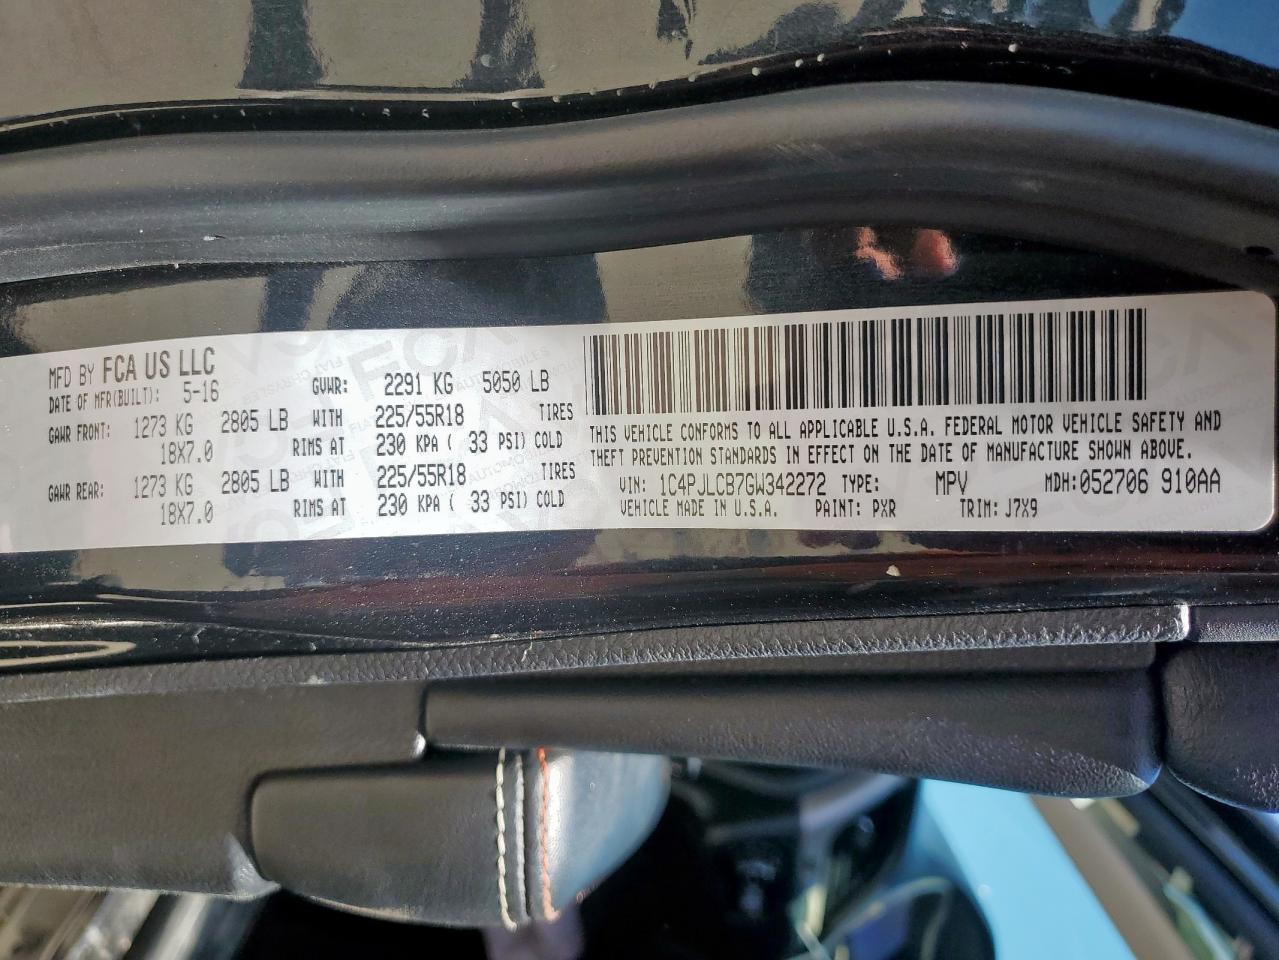 MFD BY FCA US LLC
DATE OF MFR(BUILT): 5-16 GVWR: 2291 KG 5050 LB
GAWR FRONT: 1273 KG 2805 LB WITH 225/55R18 TIRES
18X7.0 RIMS AT 230 KPA ( 33 PSI) COLD
GAWR REAR: 1273 KG 2805 LB WITH 225/55R18 TIRES
18X7.0 RIMS AT 230 KPA ( 33 PSI) COLD
THIS VEHICLE CONFORMS TO ALL APPLICABLE U.S.A. FEDERAL MOTOR VEHICLE SAFETY AND
THEFT PREVENTION STANDARDS IN EFFECT ON THE DATE OF MANUFACTURE SHOWN ABOVE.
VIN: 1C4PJLCB7GW342272 TYPE: MPV MDH:052706 910AA
VEHICLE MADE IN U.S.A. PAINT: PXR TRIM: J7X9